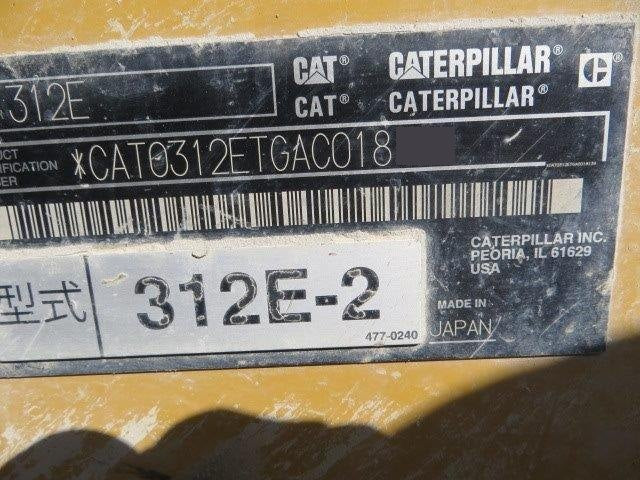 312E
CAT® CATERPILLAR®
CAT® CATERPILLAR®
*CAT0312ETGAC018
CATERPILLAR INC.
PEORIA, IL 61629
USA
型式 312E-2
477-0240
MADE IN
JAPAN